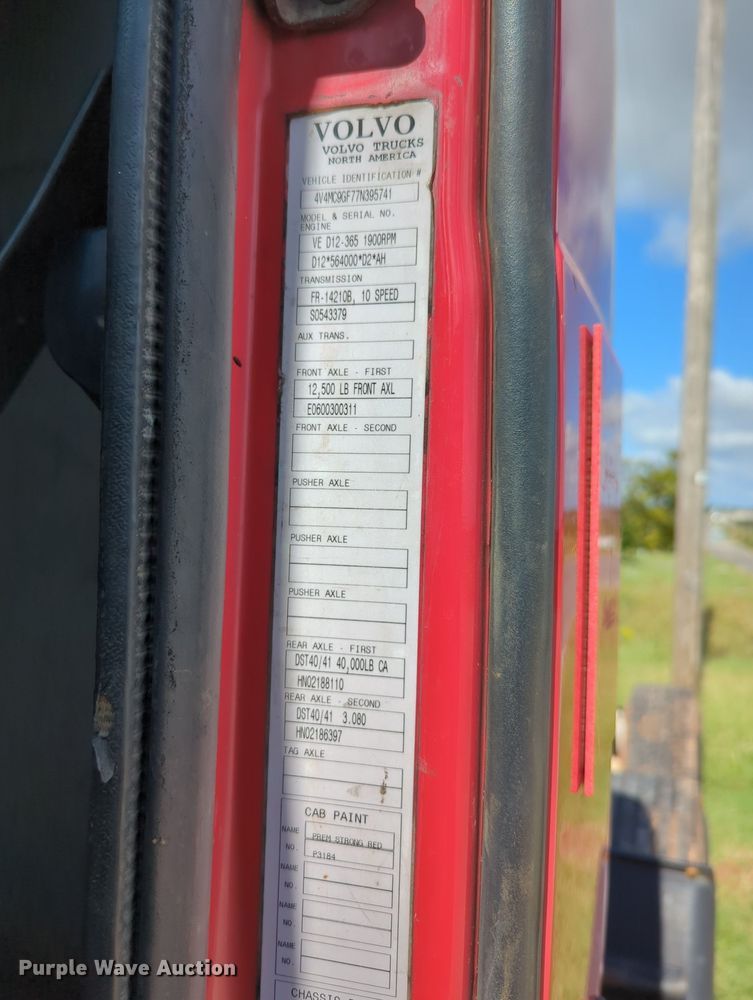 VOLVO
VOLVO TRUCKS
NORTH AMERICA
VEHICLE IDENTIFICATION #
4V4MC9GF77N395741
MODEL & SERIAL NO.
ENGINE
VE D12-365 1900RPM
D12*564000*D2*AH
TRANSMISSION
FR-14210B, 10 SPEED
S0543379
AUX TRANS.
FRONT AXLE - FIRST
12,500 LB FRONT AXL
E0600300311
FRONT AXLE - SECOND
PUSHER AXLE
PUSHER AXLE
PUSHER AXLE
REAR AXLE - FIRST
DST40/41 40,000LB CA
HN02188110
REAR AXLE - SECOND
DST40/41 3.080
HN02186397
TAG AXLE
CAB PAINT
NAME PREM STRONG RED
NO. P3184
NAME
NO.
NAME
NO.
NAME
NO.
CHASSIS
Purple Wave Auction